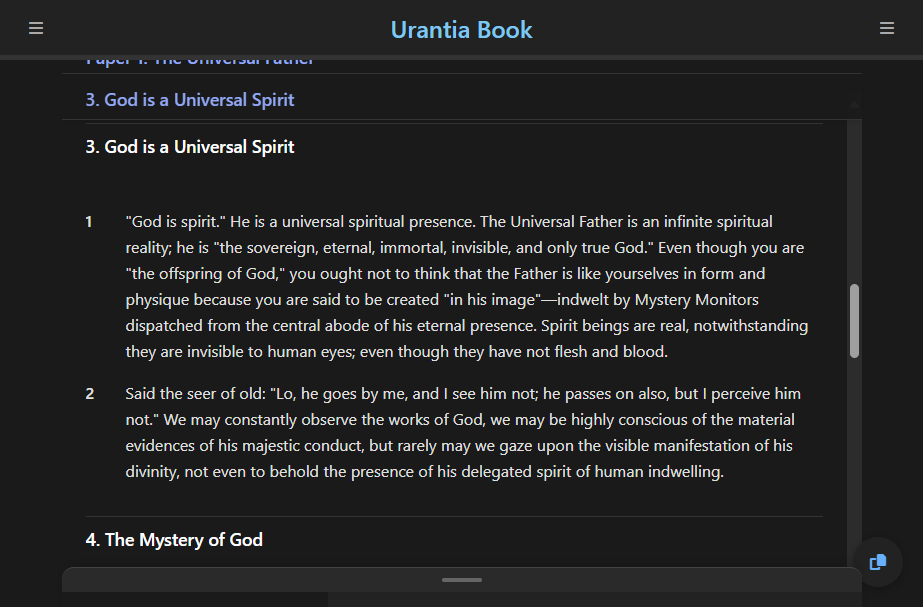 Urantia Book
Paper 1. The Universal Father
3. God is a Universal Spirit
3. God is a Universal Spirit
1 "God is spirit." He is a universal spiritual presence. The Universal Father is an infinite spiritual
reality; he is "the sovereign, eternal, immortal, invisible, and only true God." Even though you are
"the offspring of God," you ought not to think that the Father is like yourselves in form and
physique because you are said to be created "in his image"—indwelt by Mystery Monitors
dispatched from the central abode of his eternal presence. Spirit beings are real, notwithstanding
they are invisible to human eyes; even though they have not flesh and blood.
2 Said the seer of old: "Lo, he goes by me, and I see him not; he passes on also, but I perceive him
not." We may constantly observe the works of God, we may be highly conscious of the material
evidences of his majestic conduct, but rarely may we gaze upon the visible manifestation of his
divinity, not even to behold the presence of his delegated spirit of human indwelling.
4. The Mystery of God